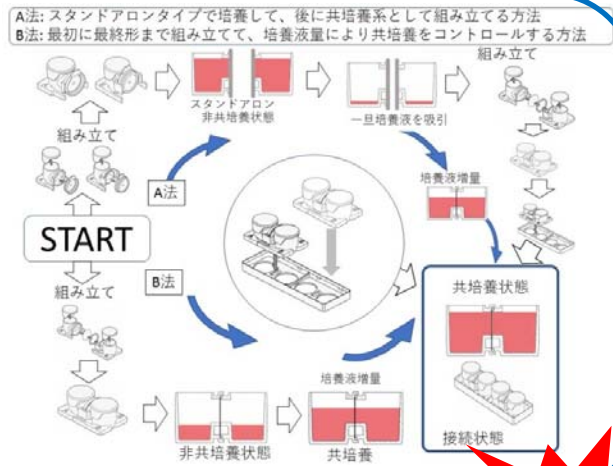 A法: スタンドアロンタイプで培養して、後に共培養系として組み立てる方法
B法: 最初に最終形まで組み立てて、培養液量により共培養をコントロールする方法
組み立て
スタンドアロン
非共培養状態
一旦培養液を吸引
組み立て
A法
培養液増量
START
B法
組み立て
共培養状態
培養液増量
非共培養状態
共培養
接続状態